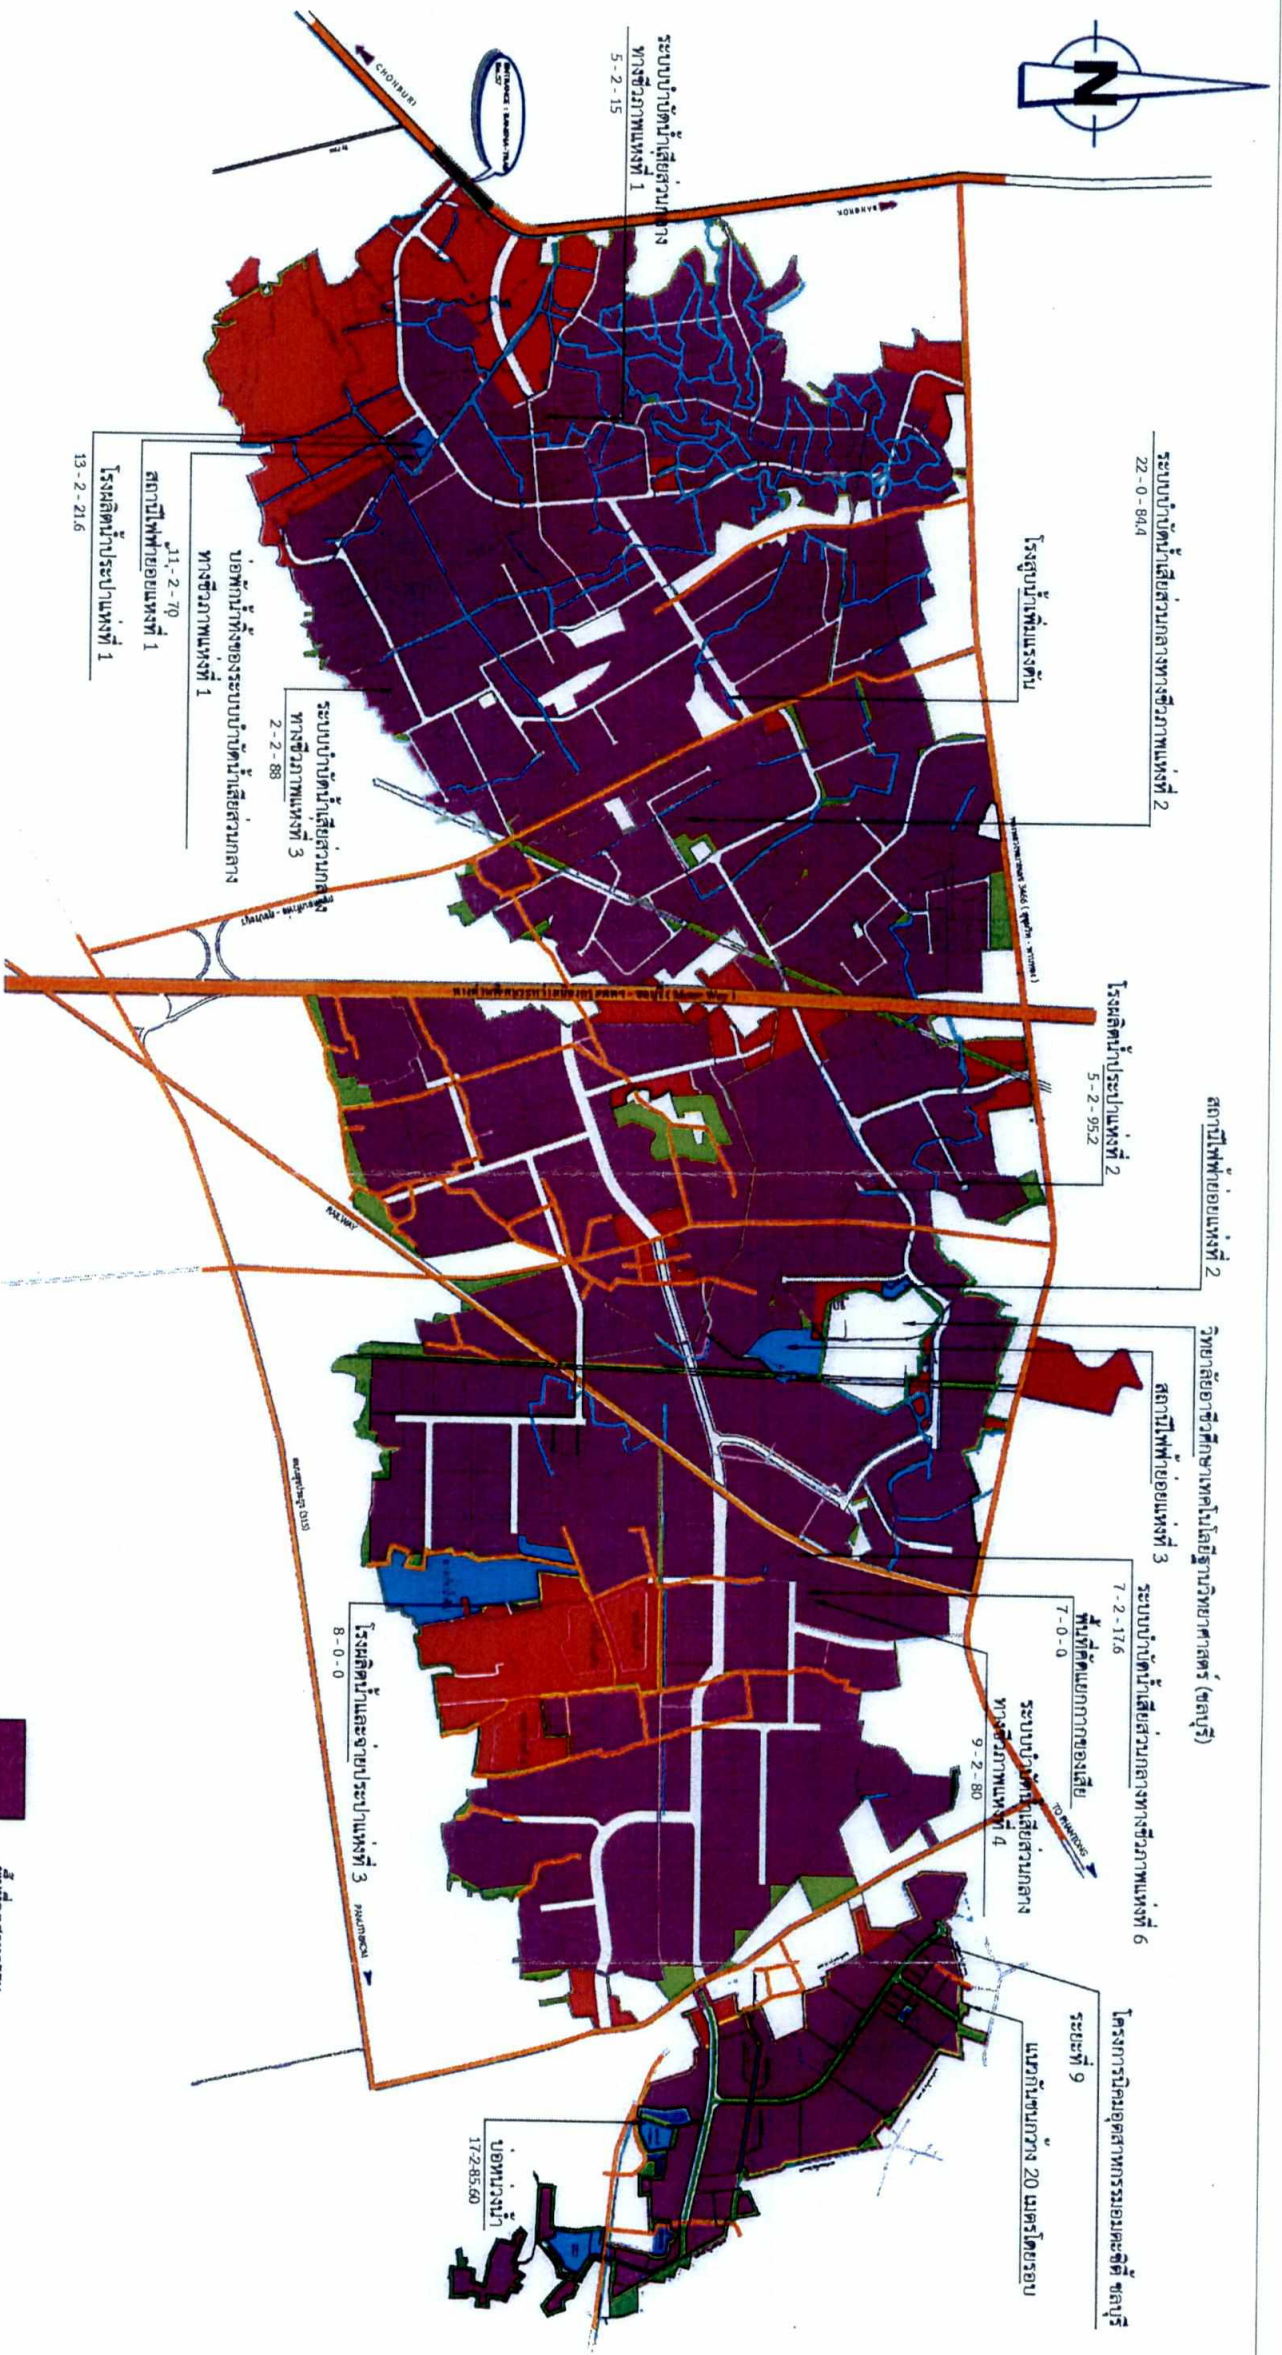 N
CHONBURI
BANGKOK
ระบบบำบัดน้ำเสียส่วนกลาง
ทางชีวภาพแห่งที่ 1
5 - 2 - 15
ระบบบำบัดน้ำเสียส่วนกลางทางชีวภาพแห่งที่ 2
22 - 0 - 84.4
โรงสูบน้ำเพิ่มแรงดัน
โรงผลิตน้ำประปาแห่งที่ 2
5 - 2 - 95.2
สถานีไฟฟ้าย่อยแห่งที่ 2
วิทยาลัยอาชีวศึกษาเทคโนโลยีฐานวิทยาศาสตร์ (ชลบุรี)
สถานีไฟฟ้าย่อยแห่งที่ 3
ระบบบำบัดน้ำเสียส่วนกลางทางชีวภาพแห่งที่ 6
7 - 2 - 17.6
พื้นที่คัดแยกกากของเสีย
7 - 0 - 0
ระบบบำบัดน้ำเสียส่วนกลาง
ทางชีวภาพแห่งที่ 4
9 - 2 - 80
TO PHANTONG
โครงการนิคมอุตสาหกรรมอมตะซิตี้ ชลบุรี
ระยะที่ 9
แนวกันชนกว้าง 20 เมตรโดยรอบ
บ่อหน่วงน้ำ
17-2-85.60
โรงผลิตน้ำและจ่ายประปาแห่งที่ 3
8 - 0 - 0
RAILWAY
ระบบบำบัดน้ำเสียส่วนกลาง
ทางชีวภาพแห่งที่ 3
2 - 2 - 88
บ่อพักน้ำทิ้งของระบบบำบัดน้ำเสียส่วนกลาง
ทางชีวภาพแห่งที่ 1
11 - 2 - 70
สถานีไฟฟ้าย่อยแห่งที่ 1
โรงผลิตน้ำประปาแห่งที่ 1
13 - 2 - 21.6